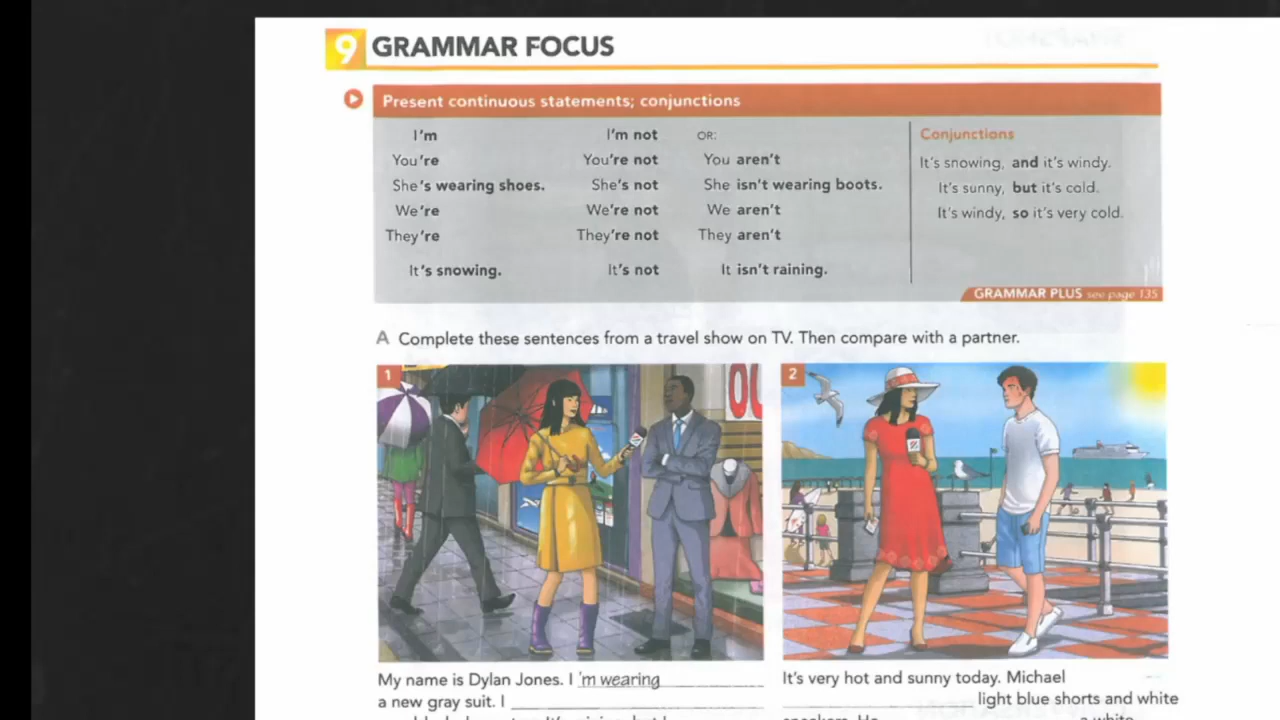 9 GRAMMAR FOCUS
Present continuous statements; conjunctions
I'm I'm not OR: Conjunctions
You're You're not You aren't It's snowing, and it's windy.
She's wearing shoes. She's not She isn't wearing boots. It's sunny, but it's cold.
We're We're not We aren't It's windy, so it's very cold.
They're They're not They aren't
It's snowing. It's not It isn't raining.
GRAMMAR PLUS see page 135
A Complete these sentences from a travel show on TV. Then compare with a partner.
1
2
My name is Dylan Jones. I 'm wearing
a new gray suit. I
It's very hot and sunny today. Michael
light blue shorts and white